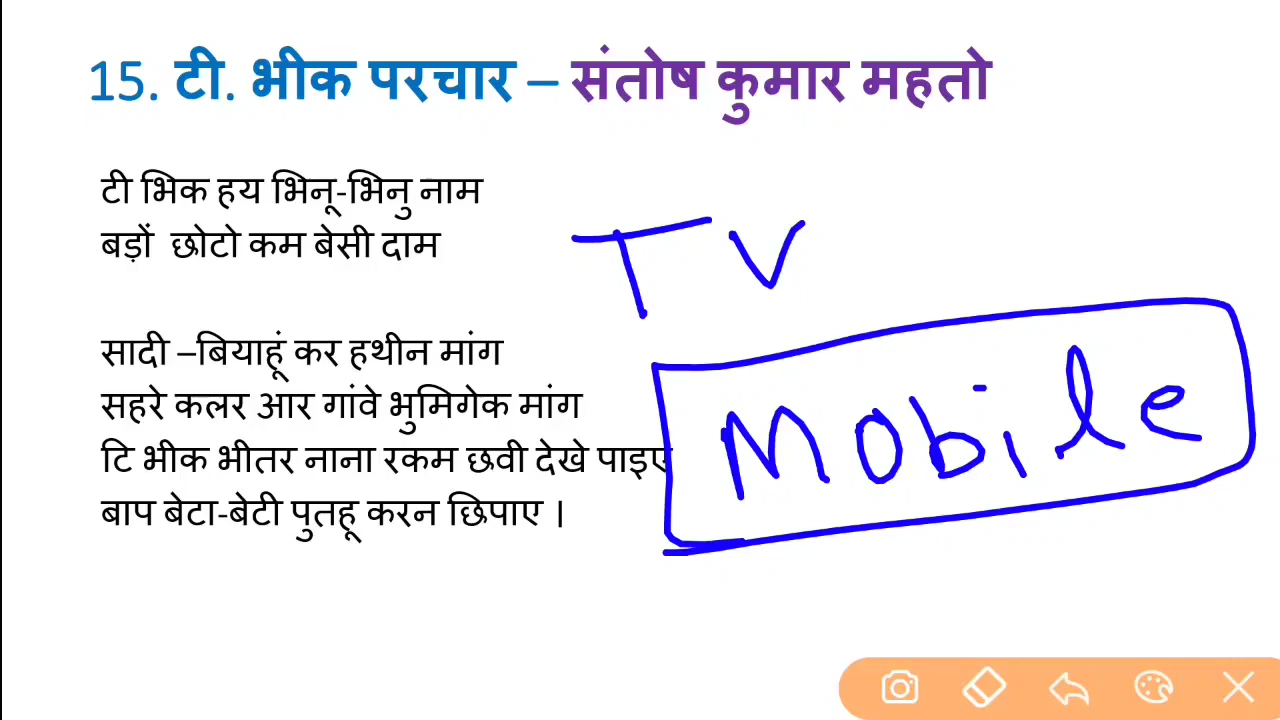 15. टी. भीक परचार – संतोष कुमार महतो
टी भिक हय भिनू-भिनु नाम
बड़ों छोटो कम बेसी दाम
TV
सादी –बियाहूं कर हथीन मांग
सहरे कलर आर गांवे भुमिगेक मांग
टि भीक भीतर नाना रकम छवी देखे पाइए
बाप बेटा-बेटी पुतहू करन छिपाए ।
Mobile